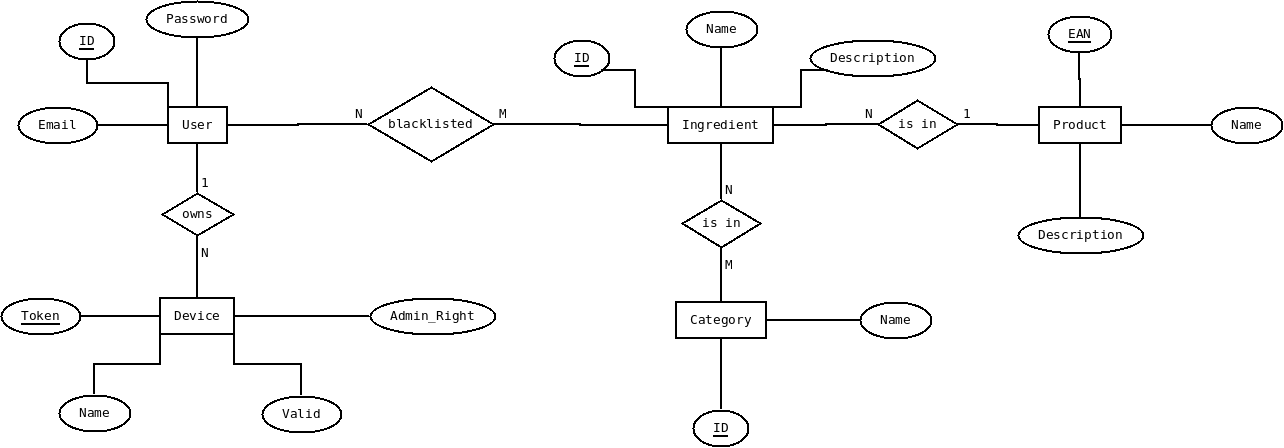 Password
ID
Name
EAN
ID
Description
N
M
N
1
Email
User
blacklisted
Ingredient
is in
Product
Name
1
N
owns
is in
Description
N
M
Token
Device
Admin_Right
Category
Name
Name
Valid
ID